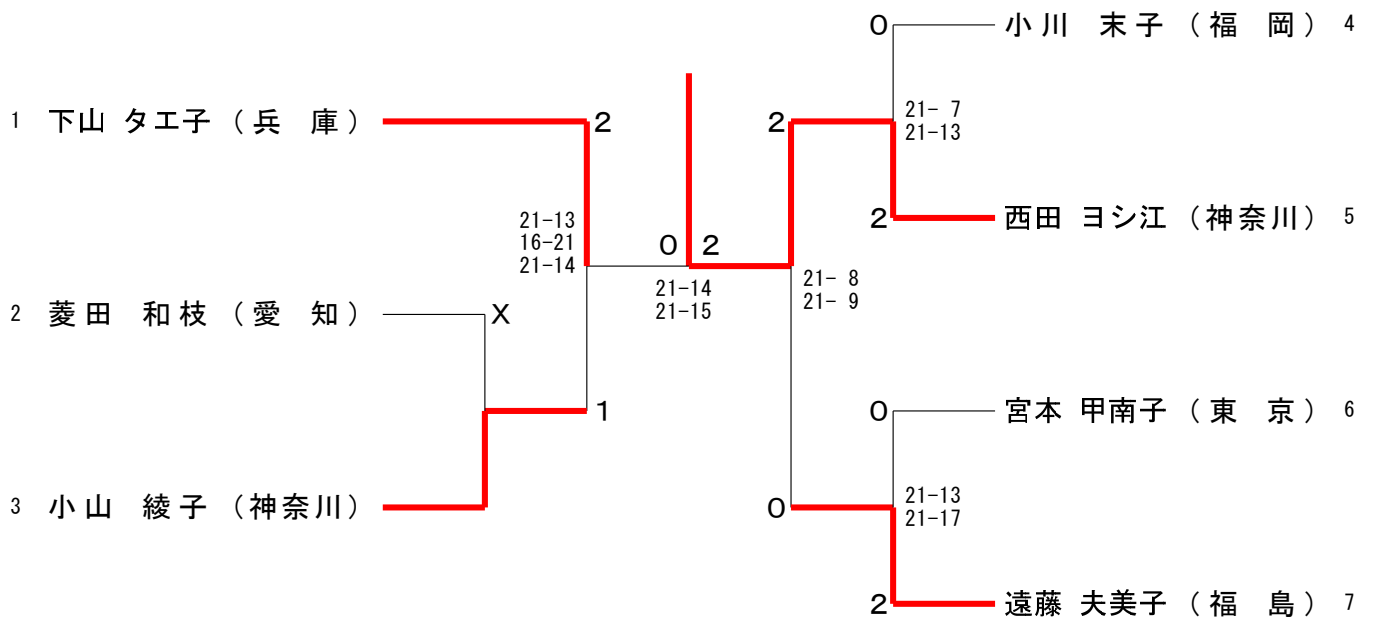 0 小川 末子 （福 岡） 4
1 下山 タエ子 （兵 庫） 2
2
21- 7
21-13
2 西田 ヨシ江 （神奈川） 5
21-13
16-21
21-14
0 2
21-14
21-15
21- 8
21- 9
2 菱田 和枝 （愛 知） X
1
0 宮本 甲南子 （東 京） 6
3 小山 綾子 （神奈川）
0
21-13
21-17
2 遠藤 夫美子 （福 島） 7